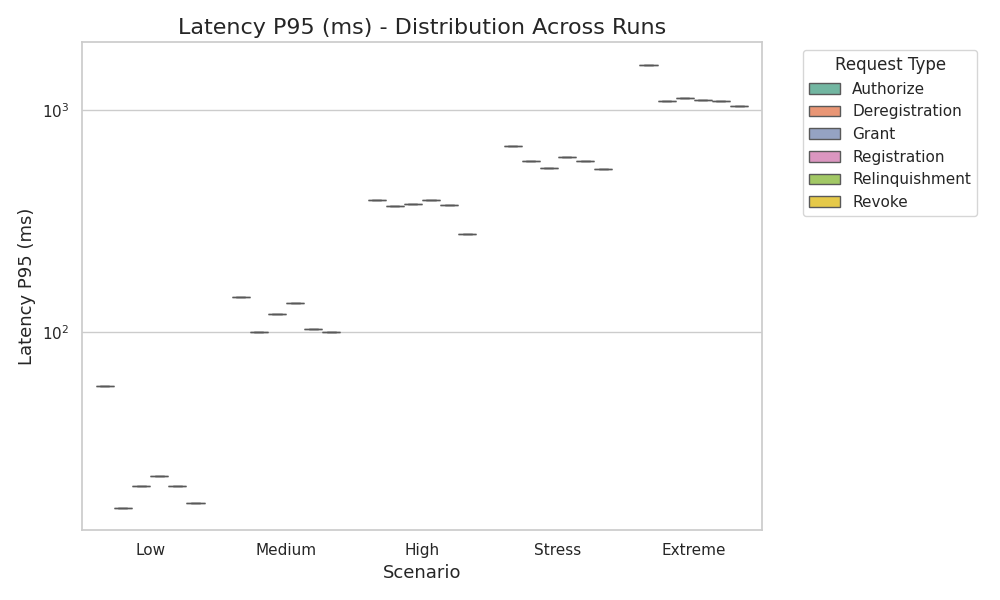 Latency P95 (ms) - Distribution Across Runs
Latency P95 (ms)
10³
10²
Low Medium High Stress Extreme
Scenario
Request Type
Authorize
Deregistration
Grant
Registration
Relinquishment
Revoke